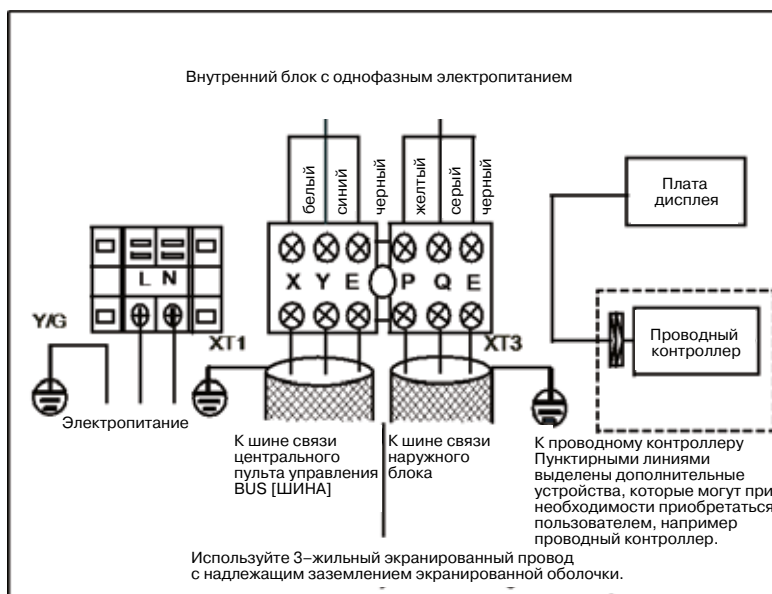 Внутренний блок с однофазным электропитанием
белый
синий
черный
желтый
серый
черный
Плата
дисплея
L N
X Y E P Q E
Y/G
XT1
XT3
Проводный
контроллер
Электропитание
К шине связи
центрального
пульта управления
BUS [ШИНА]
К шине связи
наружного
блока
К проводному контроллеру
Пунктирными линиями
выделены дополнительные
устройства, которые могут при
необходимости приобретаться
пользователем, например
проводный контроллер.
Используйте 3–жильный экранированный провод
с надлежащим заземлением экранированной оболочки.